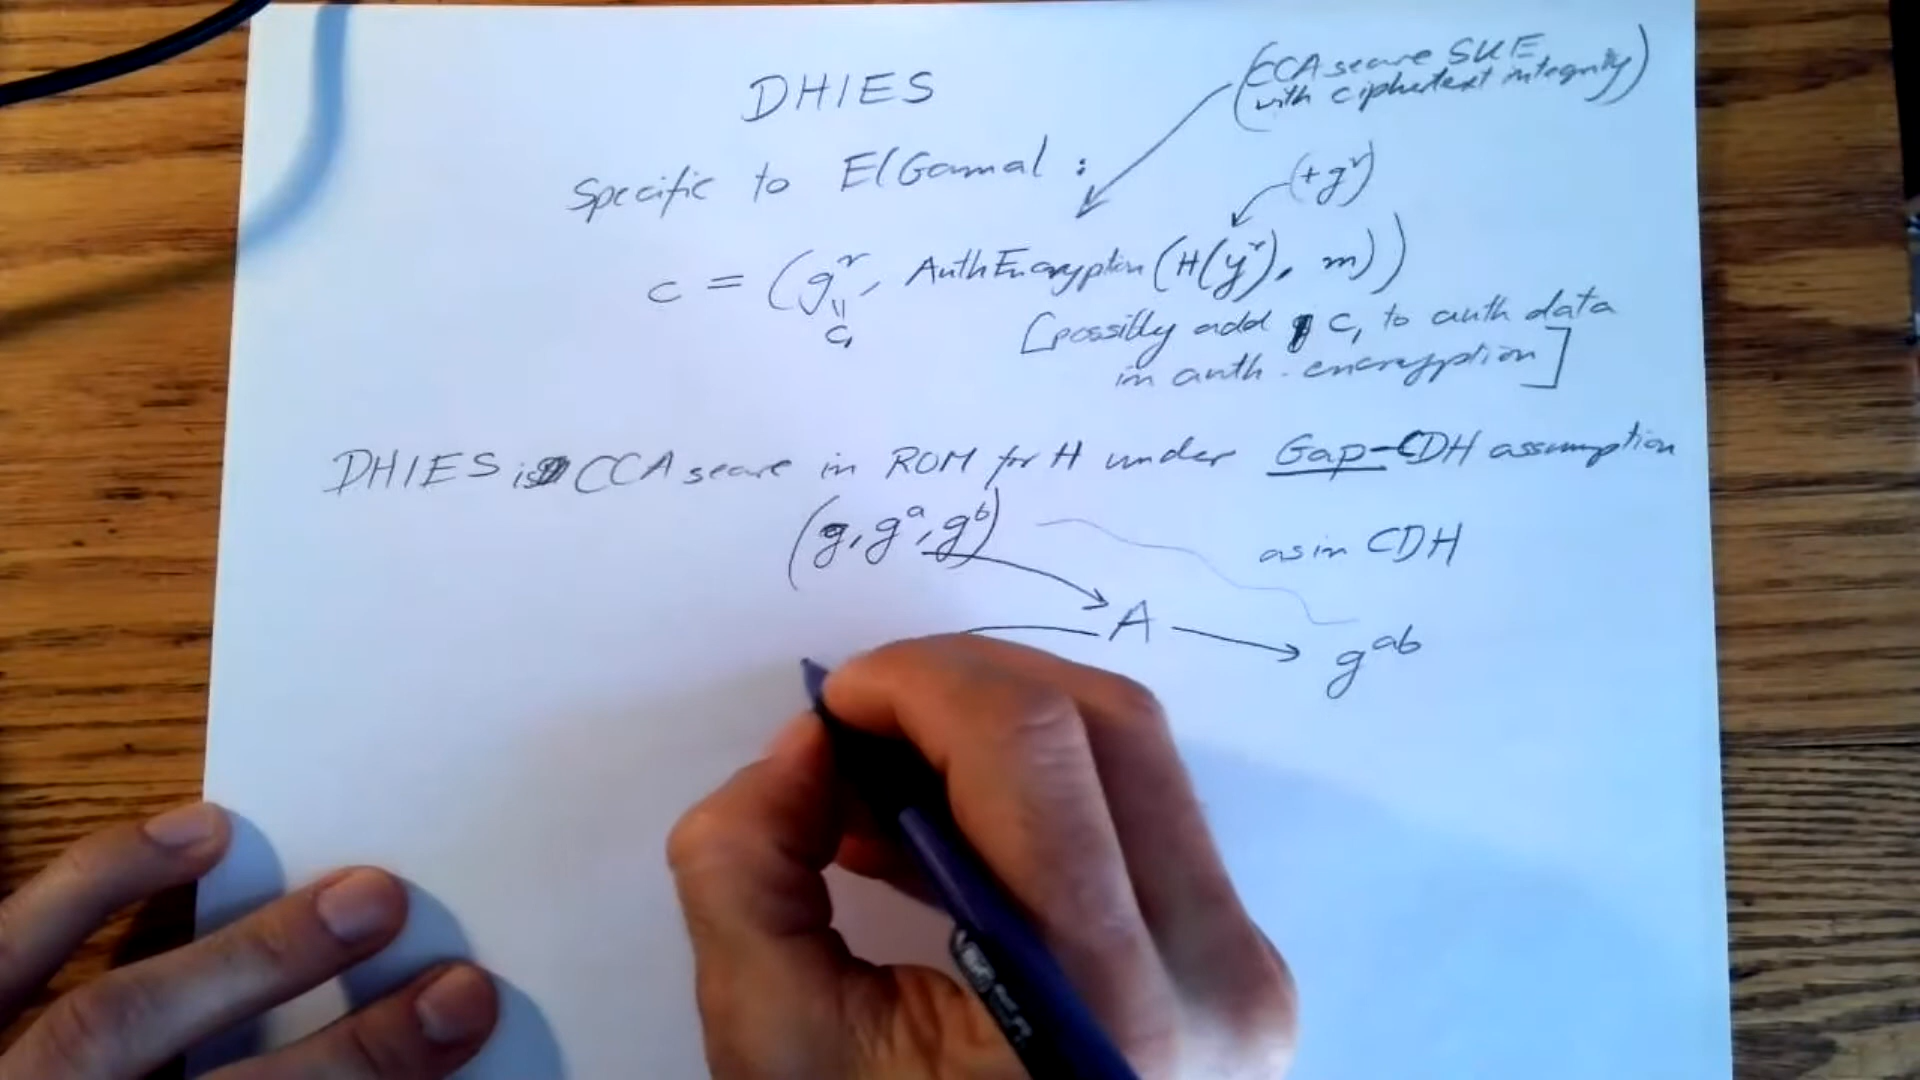 DHIES
(CCA secure SKE
with ciphertext integrity)
Specific to ElGamal :
(+ g^r)
c = (g^r, AuthEncryption (H(y^r), m))
c₁
[possilly add c₁ to auth data
in auth. encryption]
DHIES is CCA secure in ROM for H under Gap-CDH assumption
(g, g^a, g^b)
as in CDH
A
g^ab